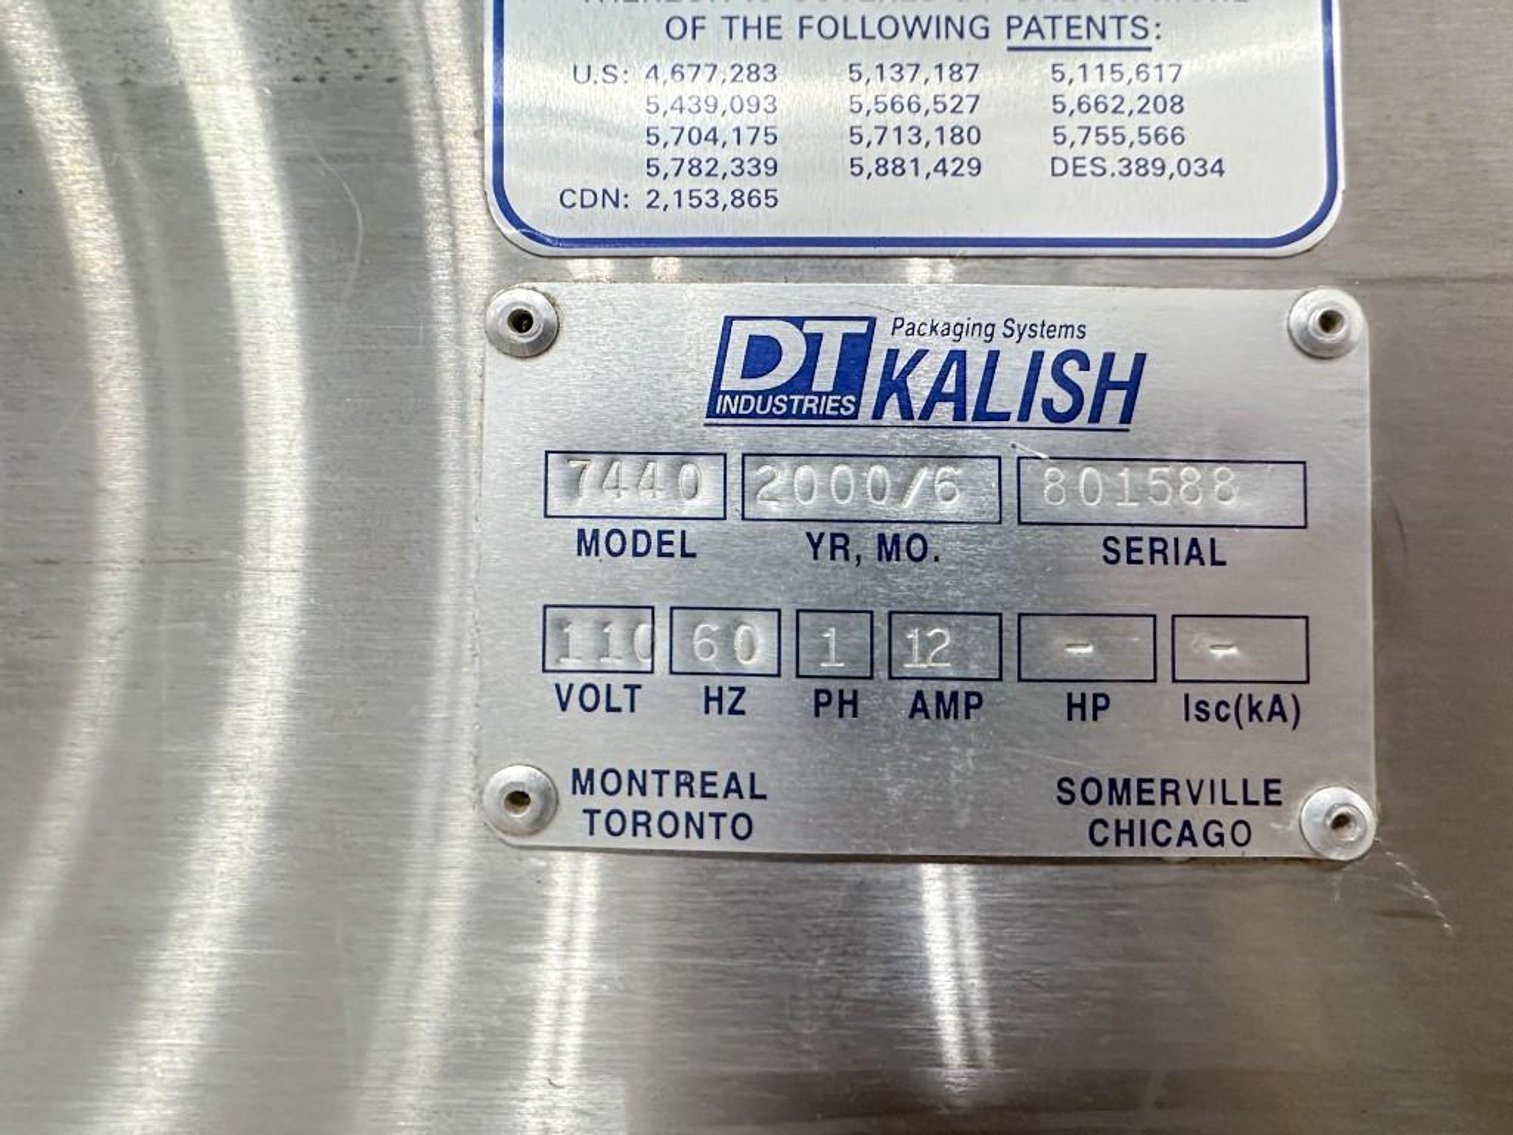 OF THE FOLLOWING PATENTS:
U.S: 4,677,283 5,137,187 5,115,617
5,439,093 5,566,527 5,662,208
5,704,175 5,713,180 5,755,566
5,782,339 5,881,429 DES.389,034
CDN: 2,153,865
DT INDUSTRIES Packaging Systems
KALISH
7440 2000/6 801588
MODEL YR, MO. SERIAL
110 60 1 12 - -
VOLT HZ PH AMP HP Isc(kA)
MONTREAL SOMERVILLE
TORONTO CHICAGO